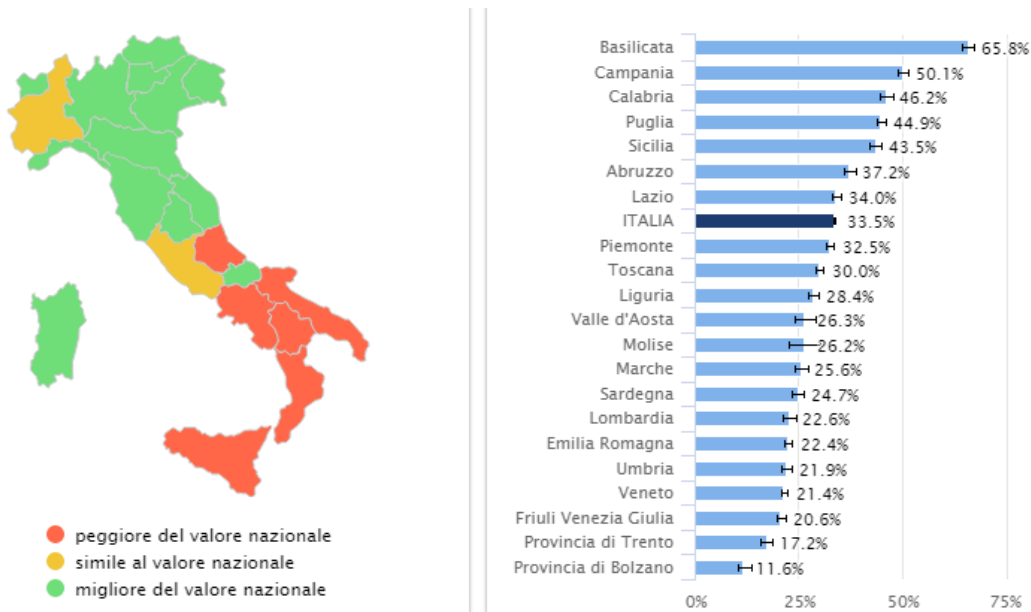 peggiore del valore nazionale
simile al valore nazionale
migliore del valore nazionale
Basilicata 65.8%
Campania 50.1%
Calabria 46.2%
Puglia 44.9%
Sicilia 43.5%
Abruzzo 37.2%
Lazio 34.0%
ITALIA 33.5%
Piemonte 32.5%
Toscana 30.0%
Liguria 28.4%
Valle d'Aosta 26.3%
Molise 26.2%
Marche 25.6%
Sardegna 24.7%
Lombardia 22.6%
Emilia Romagna 22.4%
Umbria 21.9%
Veneto 21.4%
Friuli Venezia Giulia 20.6%
Provincia di Trento 17.2%
Provincia di Bolzano 11.6%
0% 25% 50% 75%